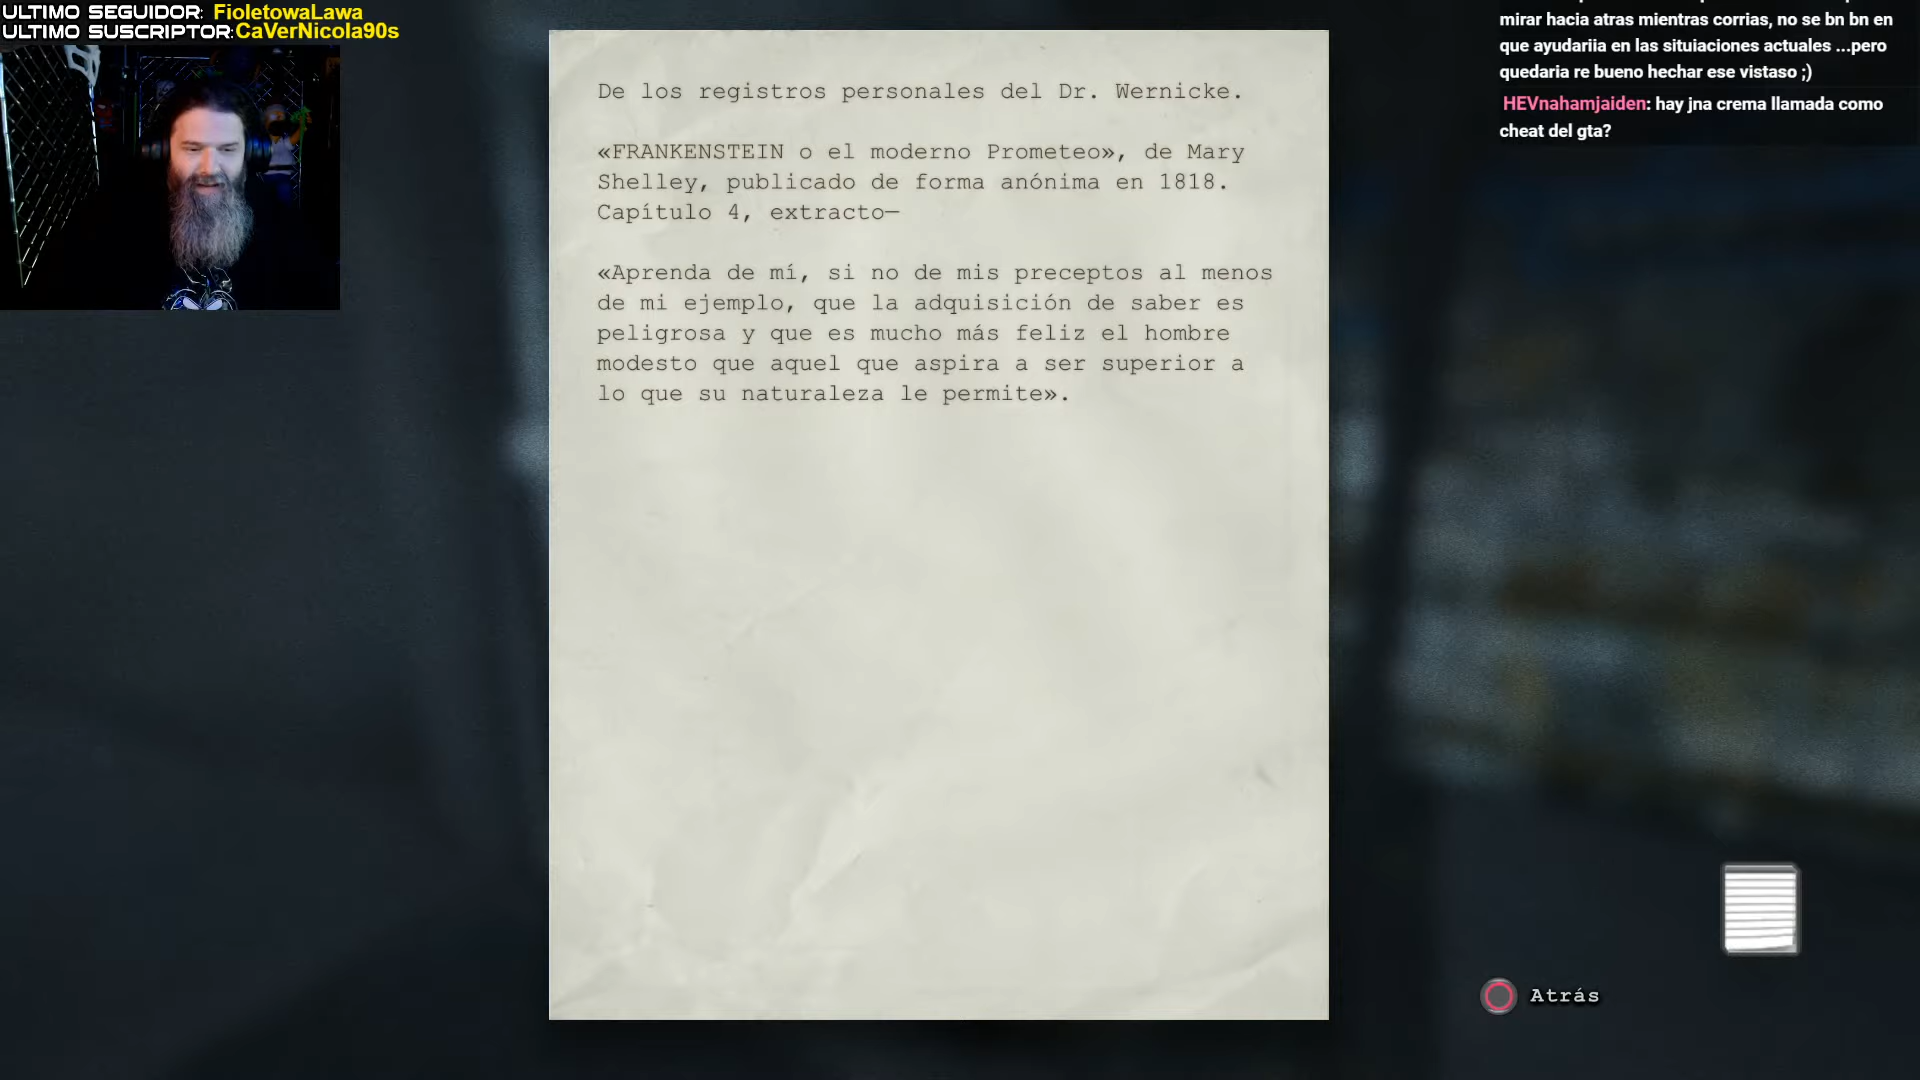 ULTIMO SEGUIDOR: FioletowaLawa
ULTIMO SUSCRIPTOR:CaVerNicola90s
mirar hacia atras mientras corrias, no se bn bn en
que ayudariia en las situiaciones actuales ...pero
quedaria re bueno hechar ese vistaso ;)
HEVnahamjaiden: hay jna crema llamada como
cheat del gta?
De los registros personales del Dr. Wernicke.
«FRANKENSTEIN o el moderno Prometeo», de Mary
Shelley, publicado de forma anónima en 1818.
Capítulo 4, extracto—
«Aprenda de mí, si no de mis preceptos al menos
de mi ejemplo, que la adquisición de saber es
peligrosa y que es mucho más feliz el hombre
modesto que aquel que aspira a ser superior a
lo que su naturaleza le permite».
Atrás